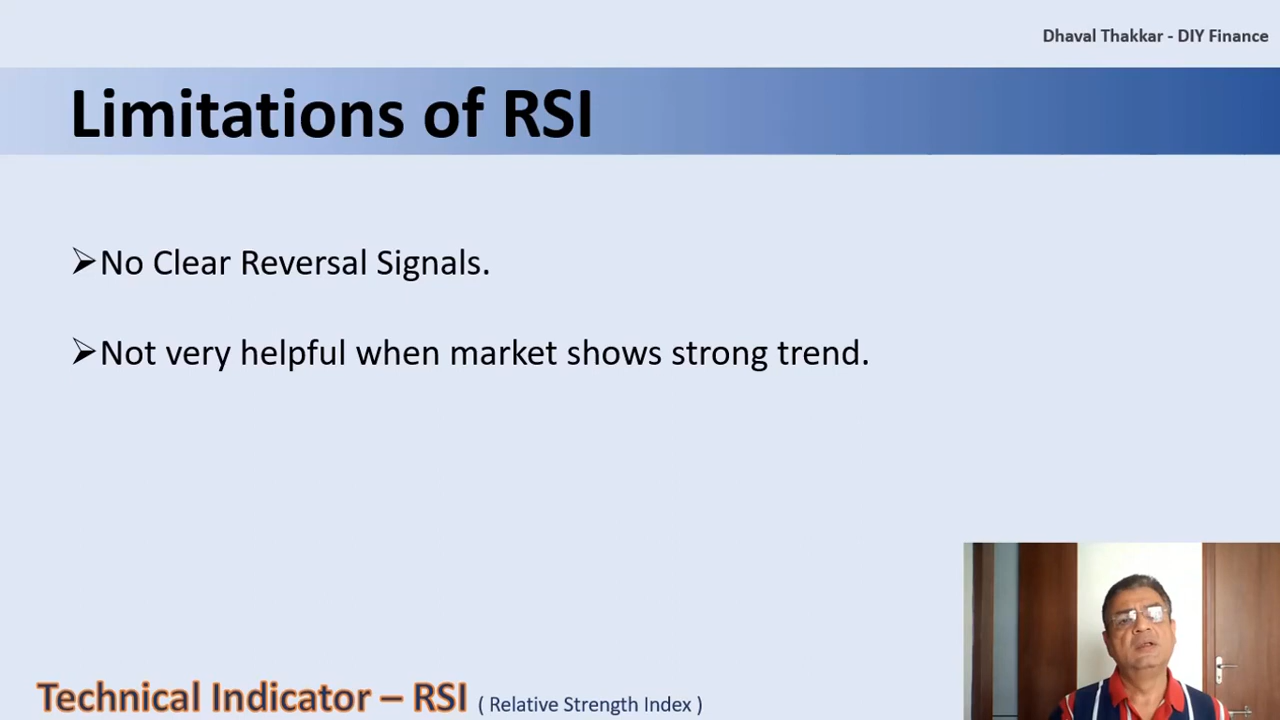 Dhaval Thakkar - DIY Finance
Limitations of RSI
➢No Clear Reversal Signals.
➢Not very helpful when market shows strong trend.
Technical Indicator – RSI ( Relative Strength Index )